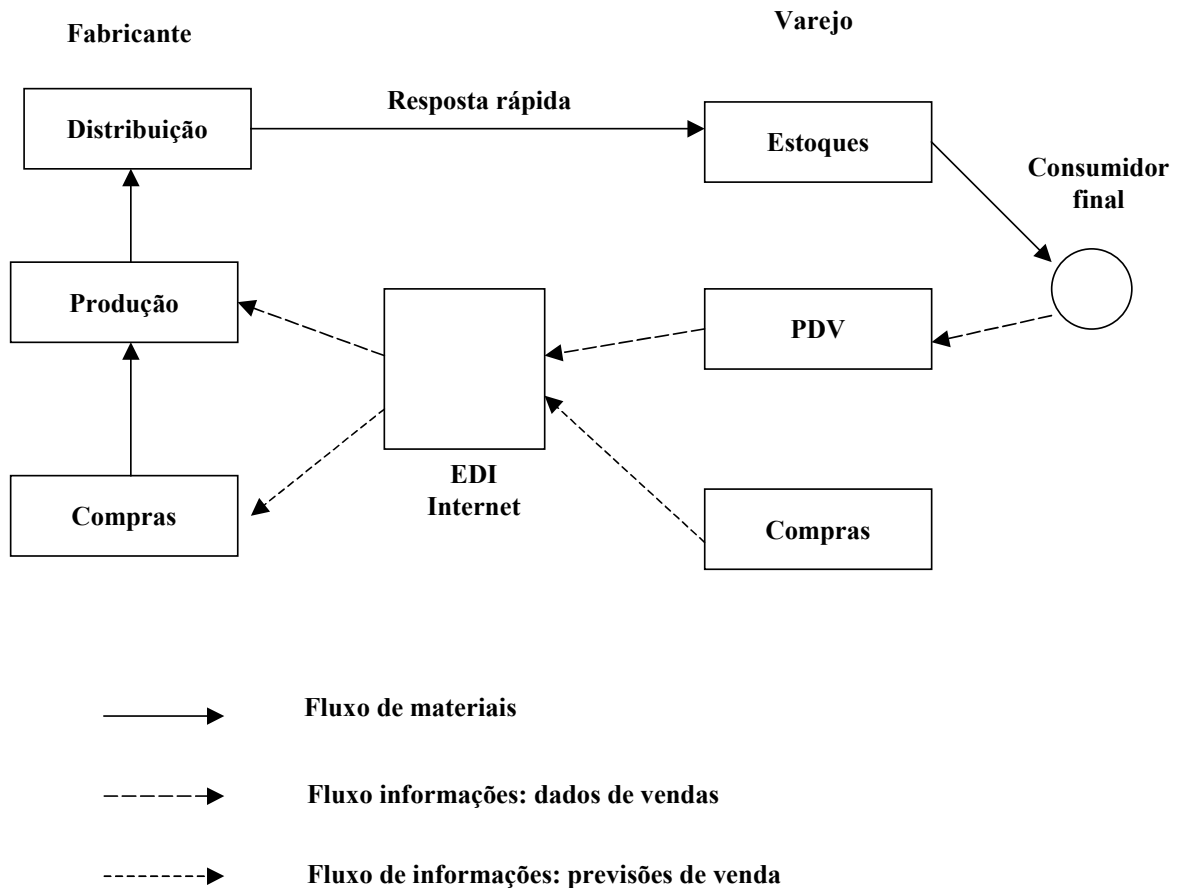 Fabricante
Varejo
Distribuição
Resposta rápida
Estoques
Consumidor
final
Produção
PDV
EDI
Internet
Compras
Compras
Fluxo de materiais
Fluxo informações: dados de vendas
Fluxo de informações: previsões de venda